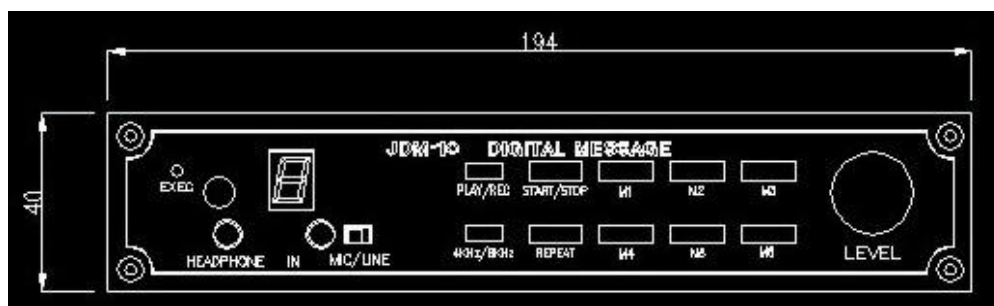 194
40
JDM-10 DIGITAL MESSAGE
EXEC
PLAY/REC START/STOP M1 M2 M3
HEADPHONE IN MIC/LINE
4KHz/8KHz REPEAT M4 M5 M6
LEVEL